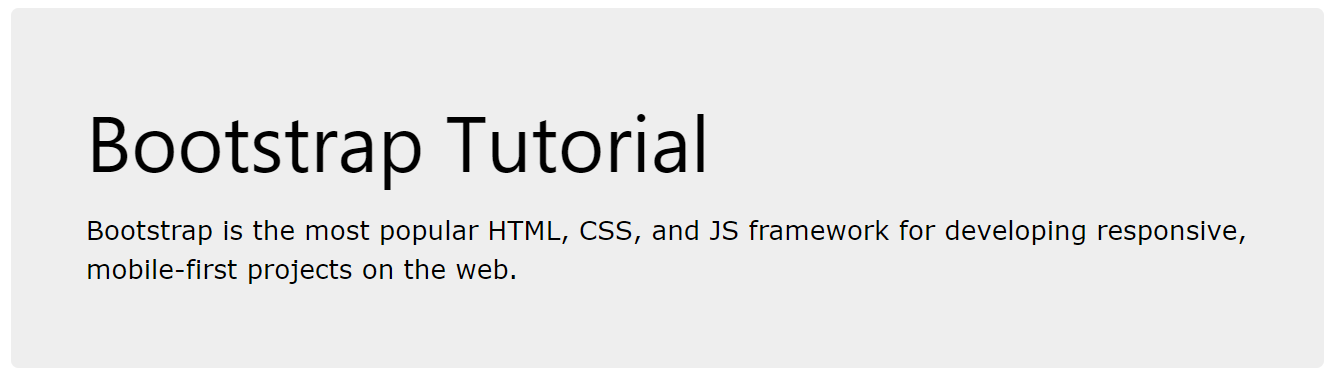 Bootstrap Tutorial
Bootstrap is the most popular HTML, CSS, and JS framework for developing responsive,
mobile-first projects on the web.